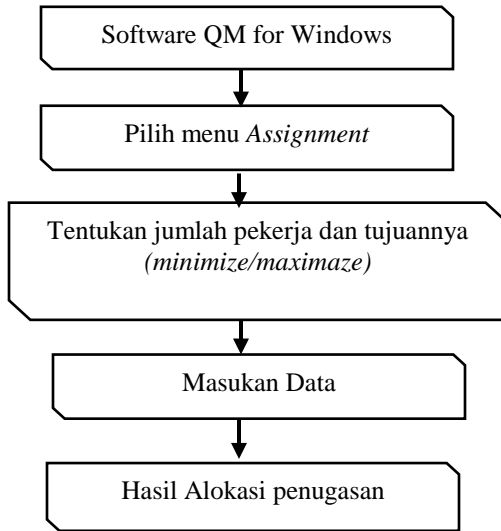 Software QM for Windows
Pilih menu Assignment
Tentukan jumlah pekerja dan tujuannya
(minimize/maximaze)
Masukan Data
Hasil Alokasi penugasan